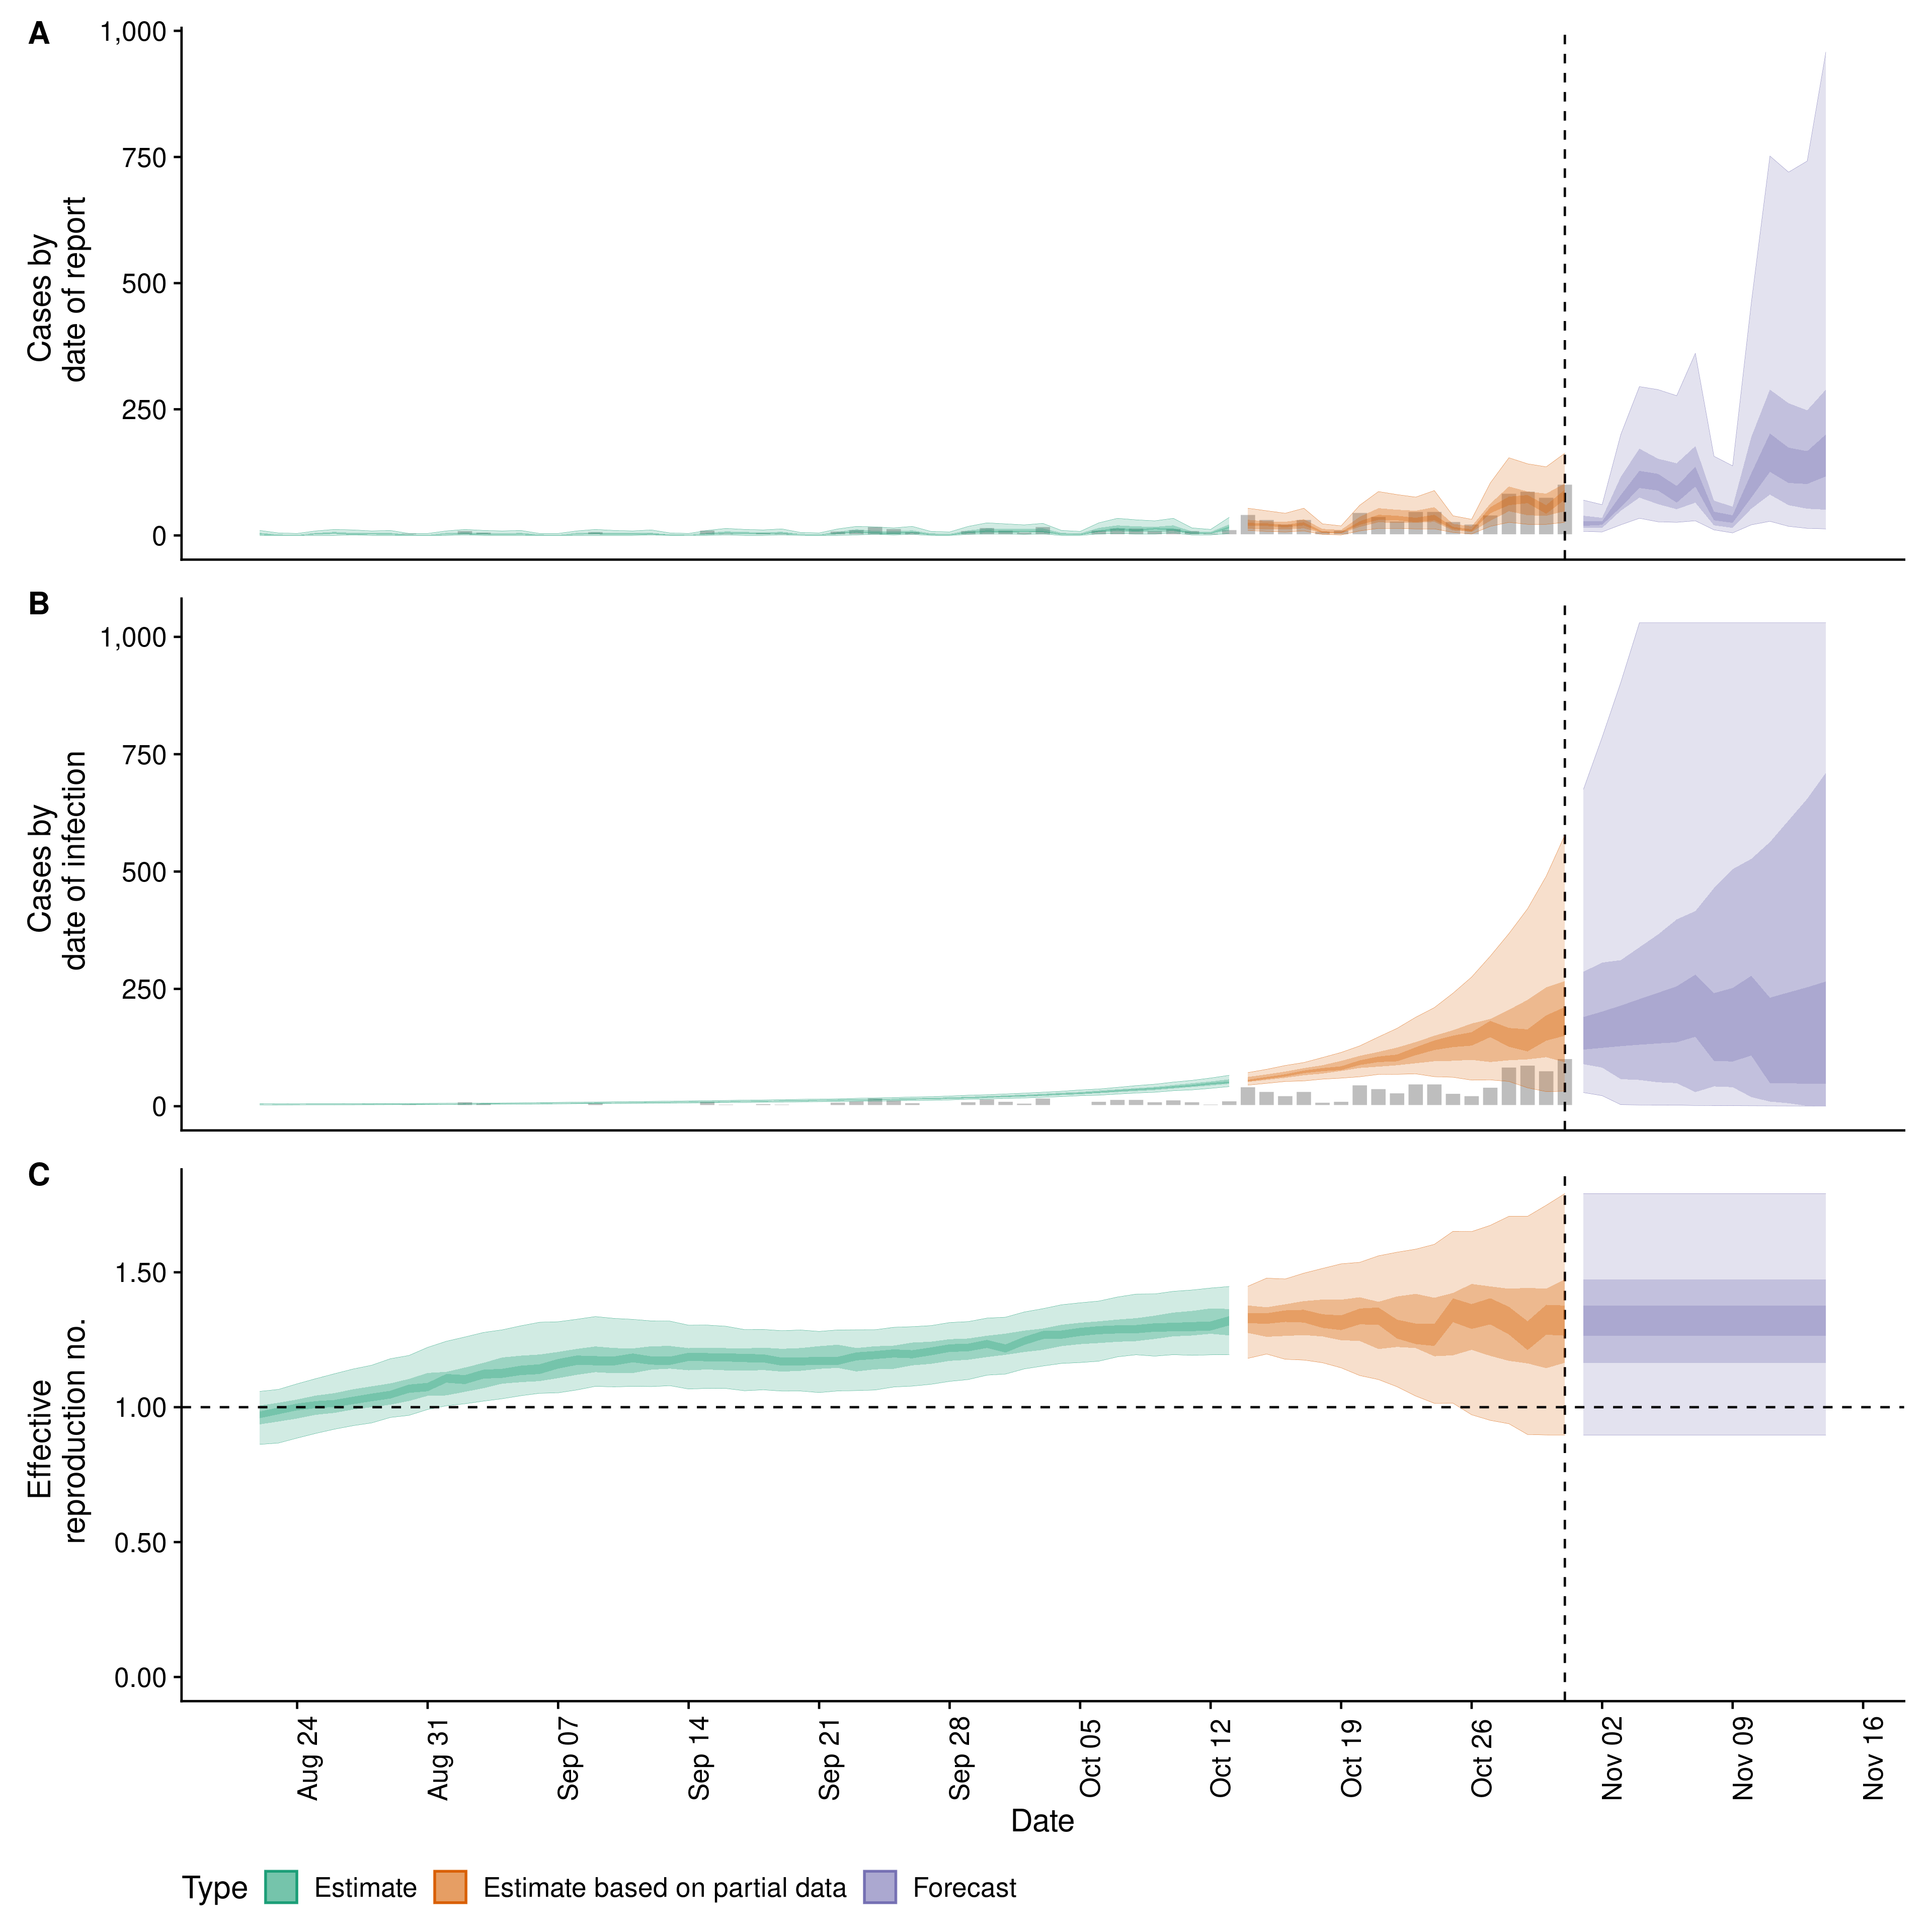 A
Cases by
date of report
1,000
750
500
250
0
B
Cases by
date of infection
1,000
750
500
250
0
C
Effective
reproduction no.
1.50
1.00
0.50
0.00
Aug 24
Aug 31
Sep 07
Sep 14
Sep 21
Sep 28
Oct 05
Oct 12
Oct 19
Oct 26
Nov 02
Nov 09
Nov 16
Date
Type Estimate Estimate based on partial data Forecast